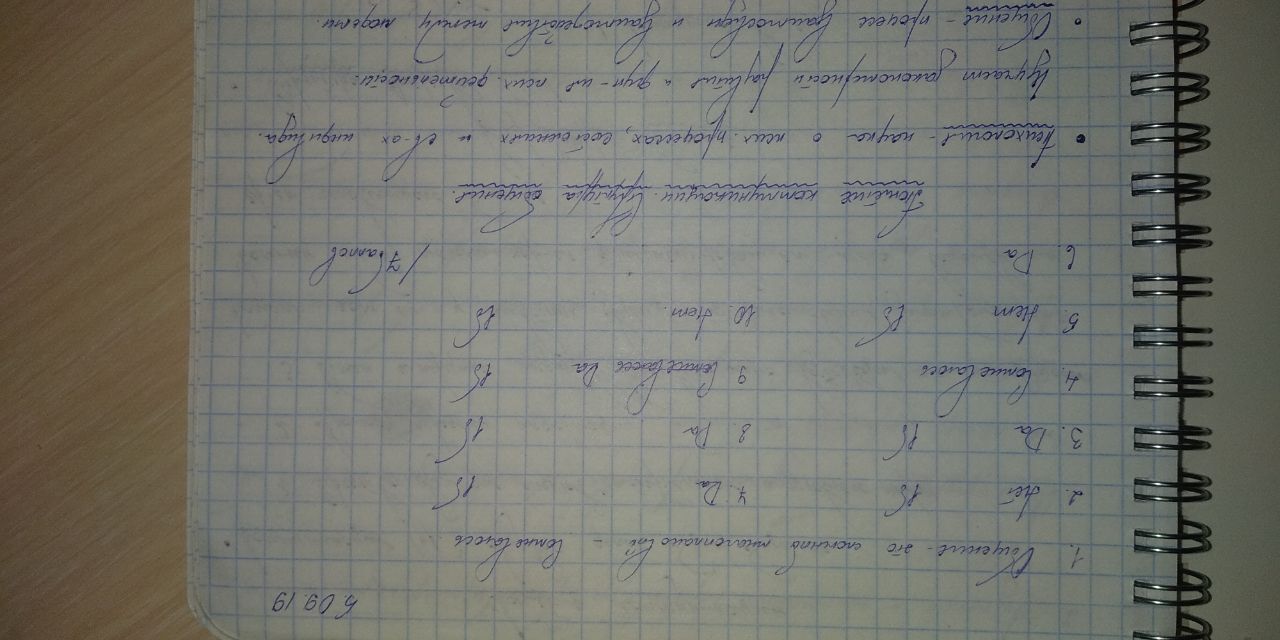 5.09.19
1. Общение - это сложный многоплановый - Сомневаюсь
2. Нет 1б 7. Да 1б
3. Да 1б 8. Да 1б
4. Сомневаюсь 9 Сомневаюсь Да 1б
5. Нет 1б 10. Нет. 1б
6. Да /7 баллов
Понятие коммуникации. Структура общения.
• Психология - наука о псих. процессах, состояниях и св-ах индивида.
Изучает закономерности развития и фун-ия псих. деятельности.
• Общение - процесс взаимосвязи и взаимодействия между людьми.